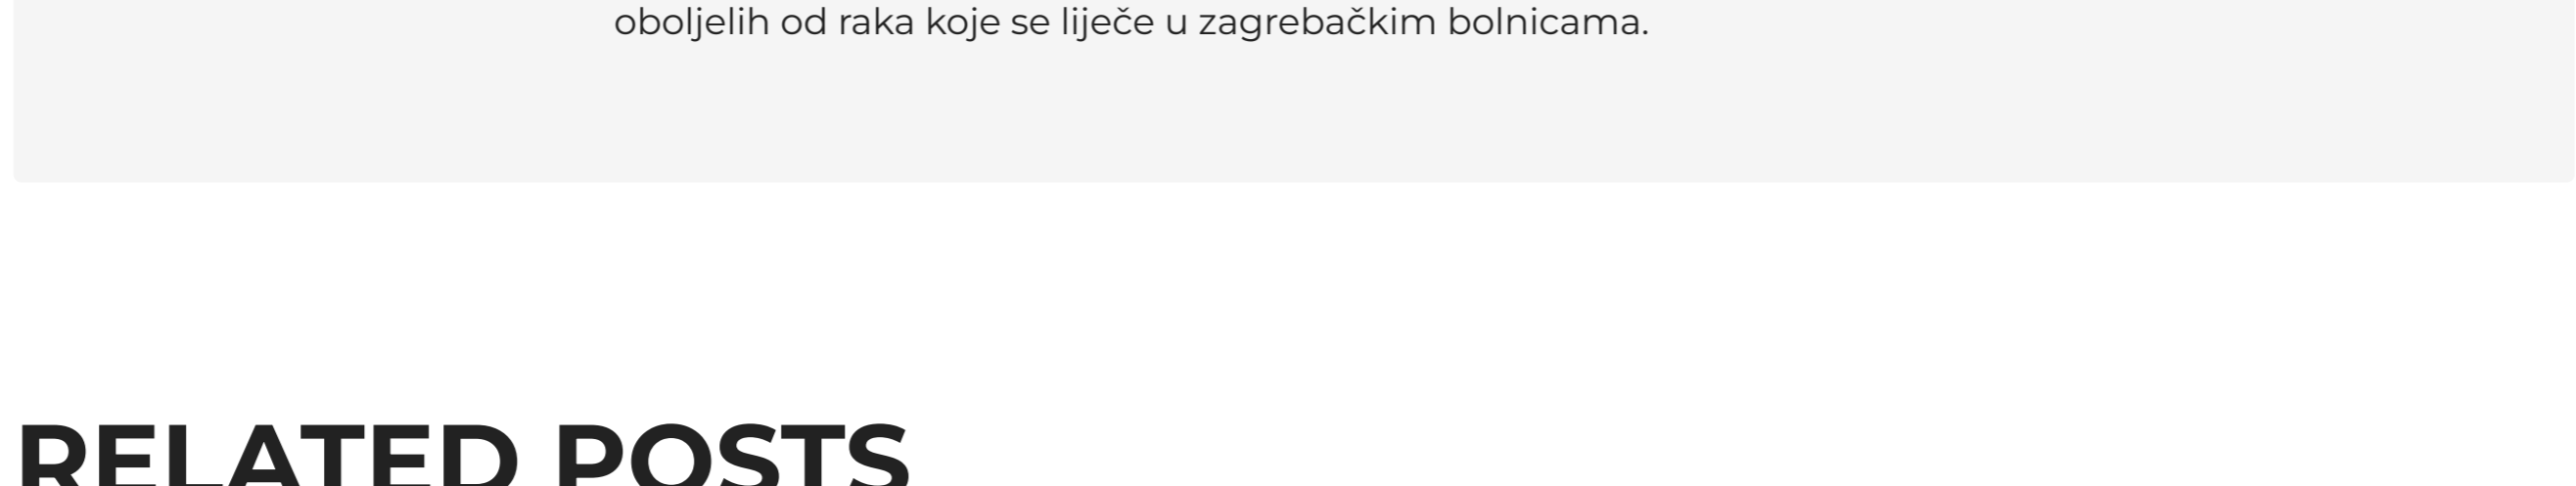 oboljelih od raka koje se liječe u zagrebačkim bolnicama.
RELATED POSTS